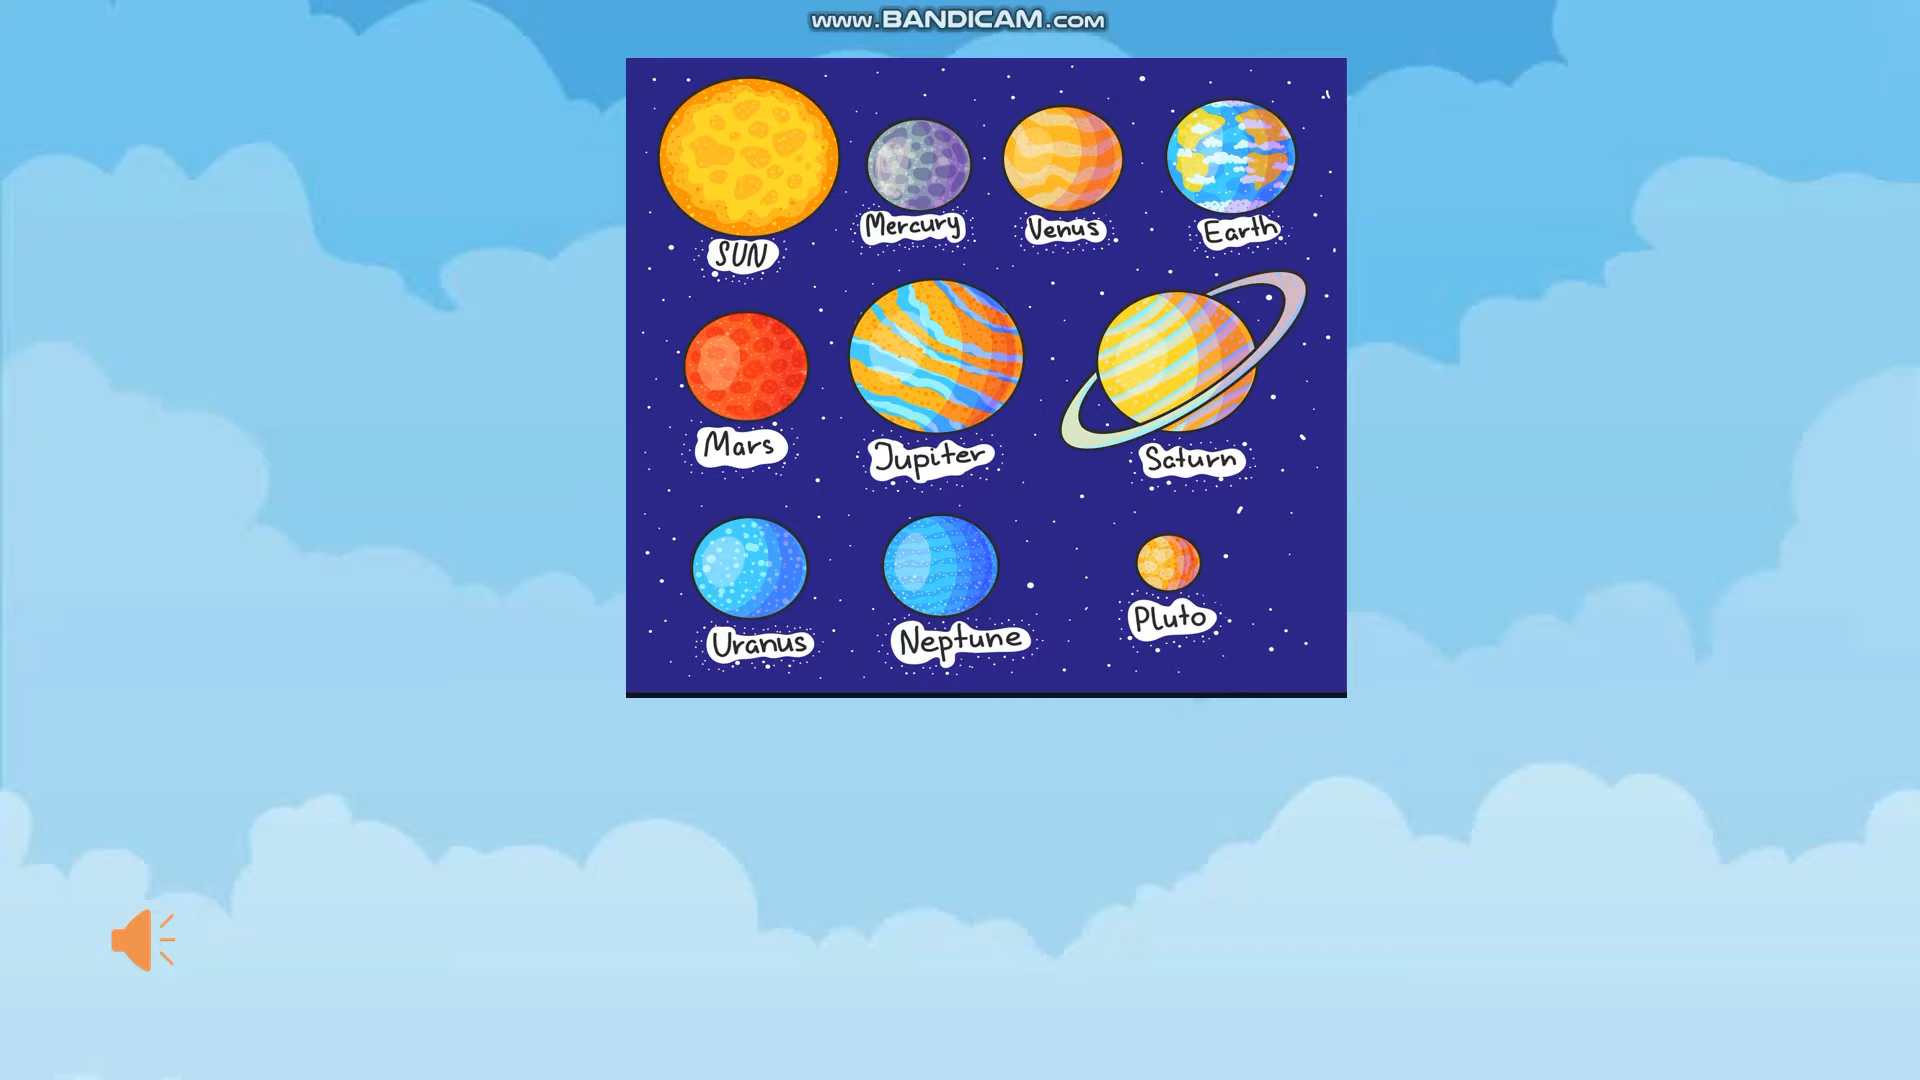 www.BANDICAM.com
SUN
Mercury
Venus
Earth
Mars
Jupiter
Saturn
Uranus
Neptune
Pluto